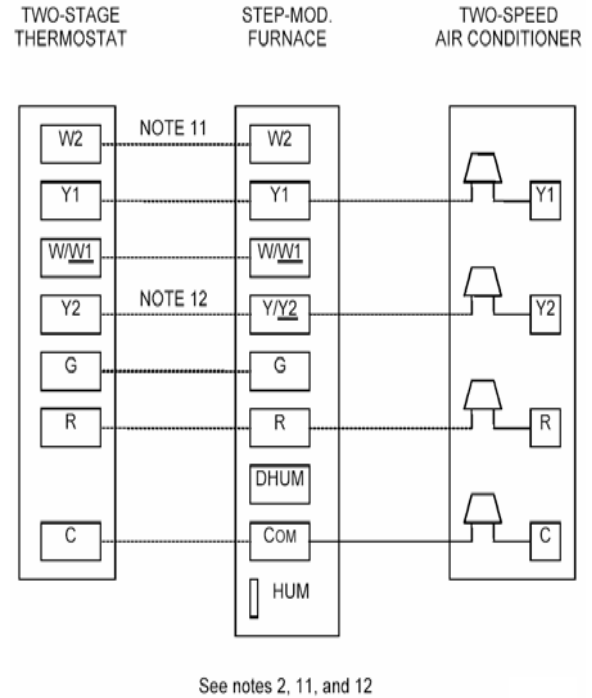 TWO-STAGE THERMOSTAT
STEP-MOD. FURNACE
TWO-SPEED AIR CONDITIONER
W2 NOTE 11 W2
Y1 Y1 Y1
W/W1 W/W1
Y2 NOTE 12 Y/Y2 Y2
G G
R R R
DHUM
C COM C
HUM
See notes 2, 11, and 12